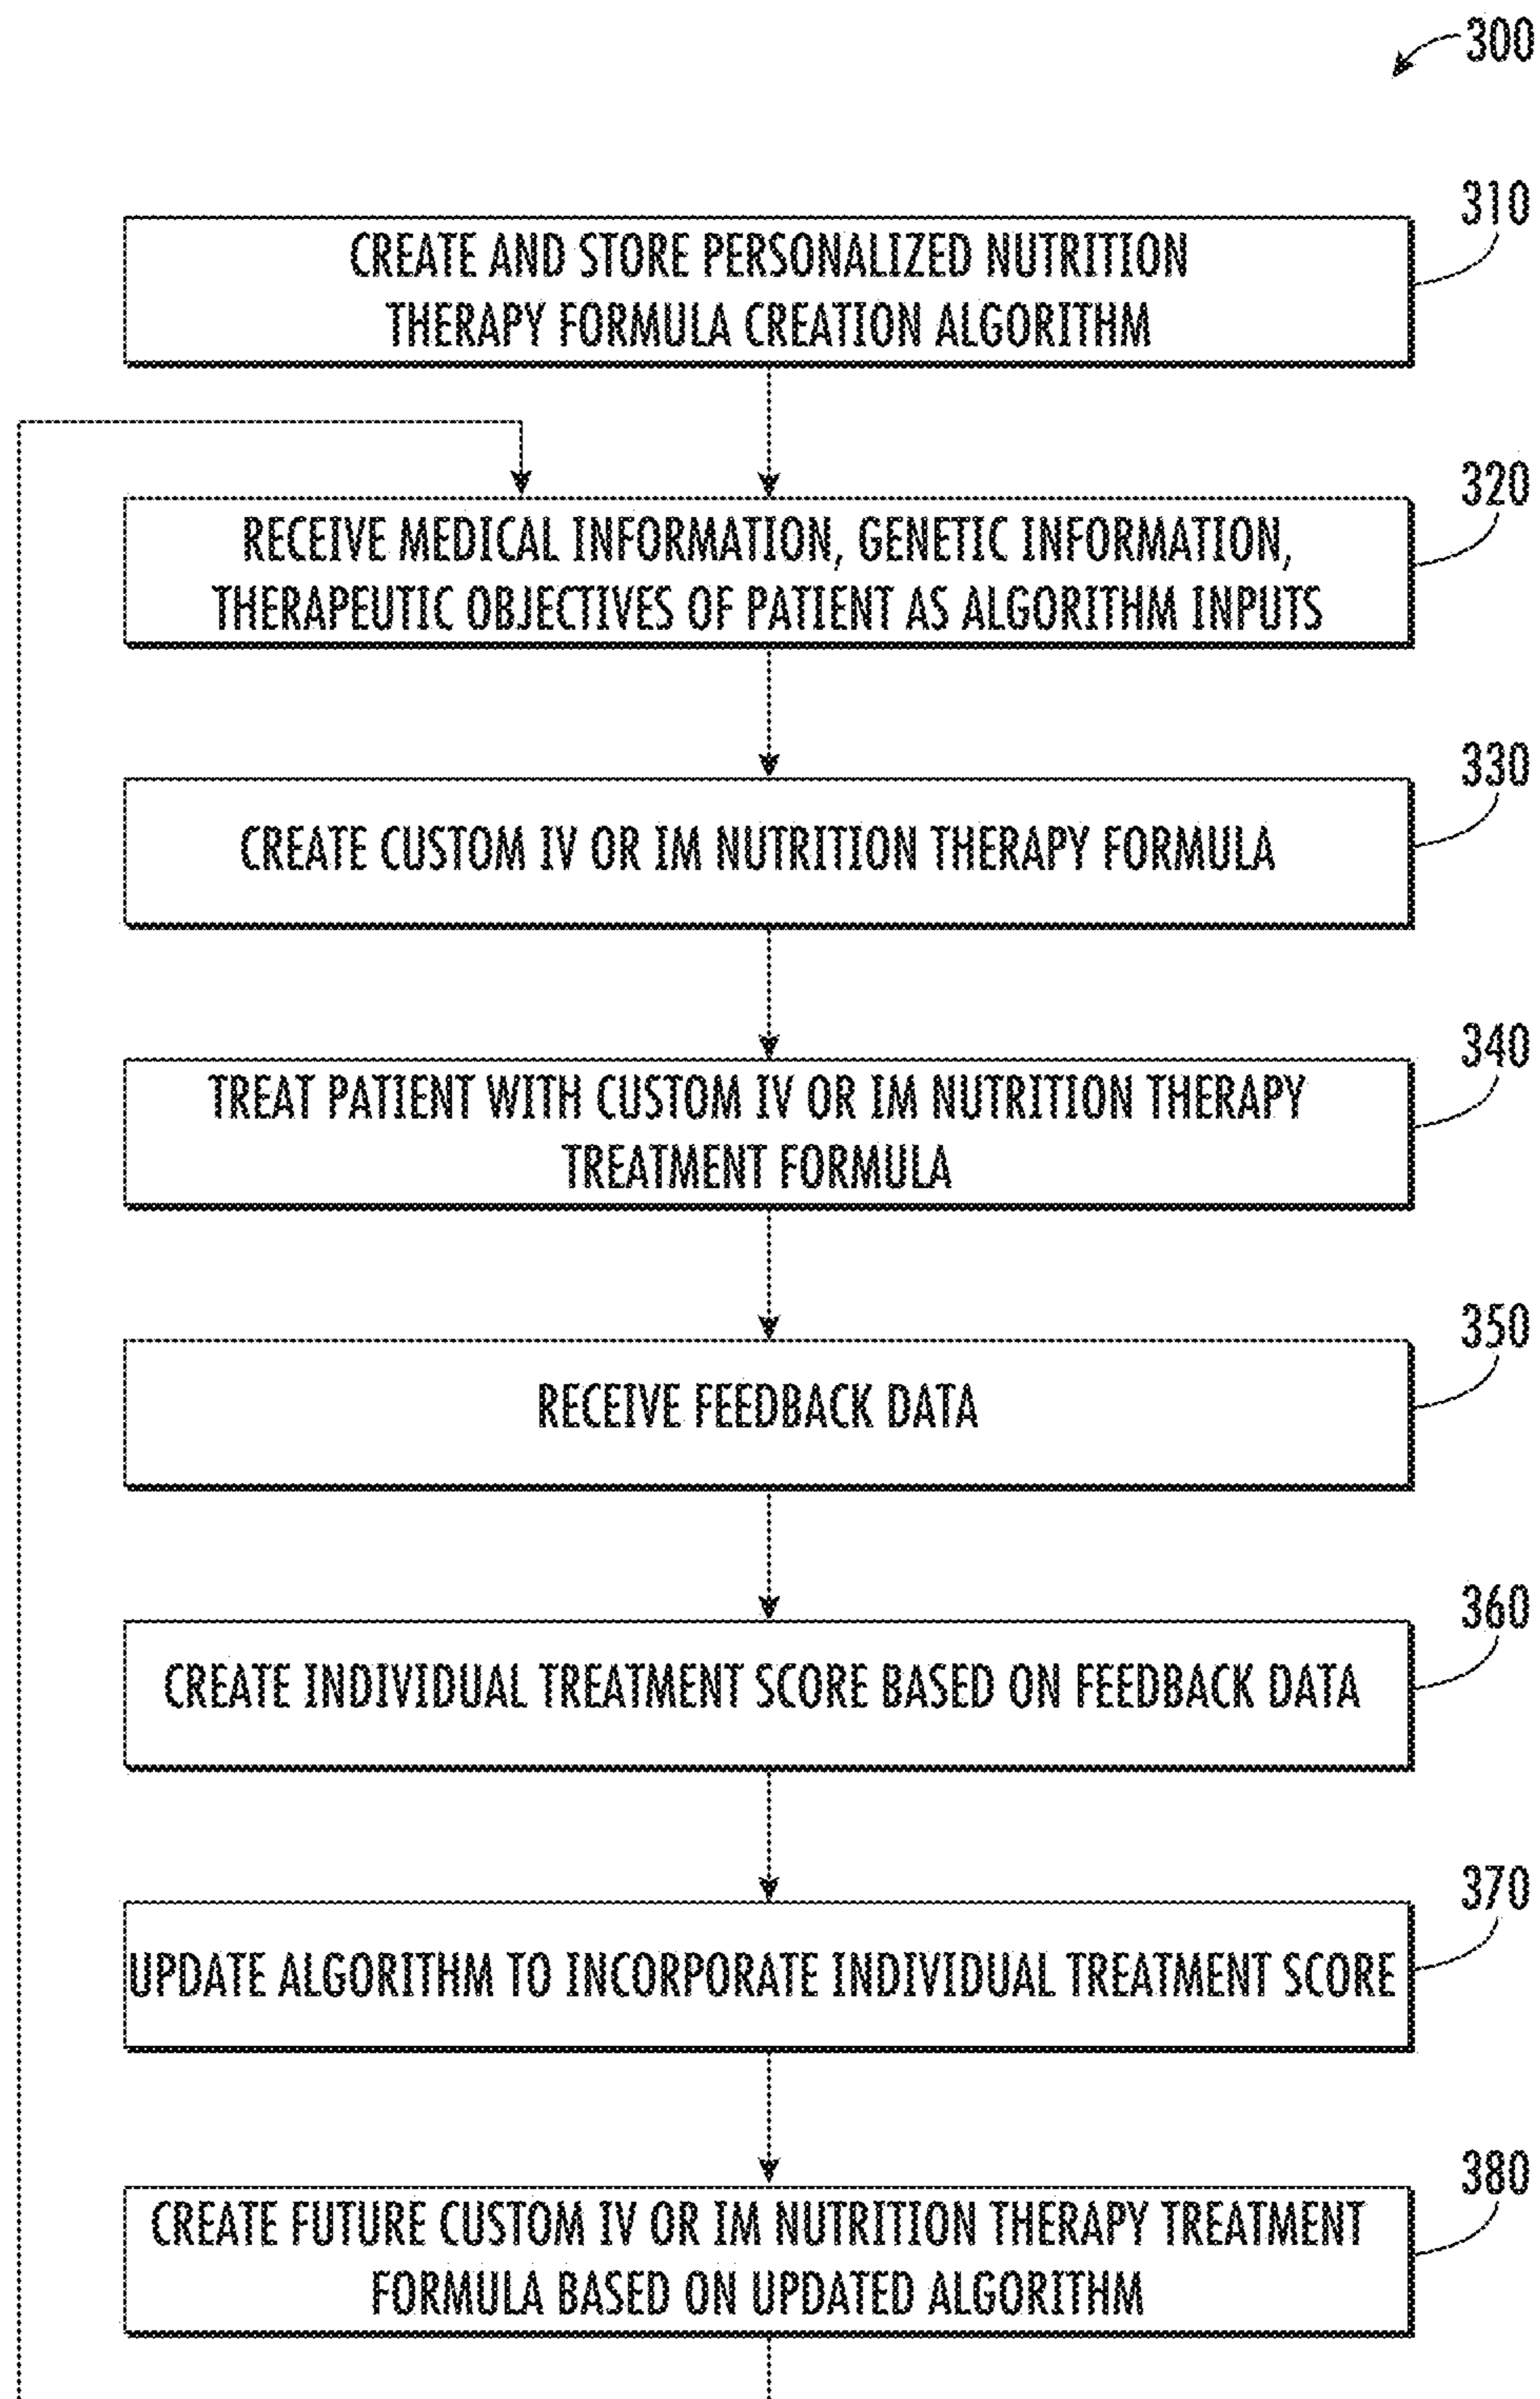 300
310
CREATE AND STORE PERSONALIZED NUTRITION
THERAPY FORMULA CREATION ALGORITHM
320
RECEIVE MEDICAL INFORMATION, GENETIC INFORMATION,
THERAPEUTIC OBJECTIVES OF PATIENT AS ALGORITHM INPUTS
330
CREATE CUSTOM IV OR IM NUTRITION THERAPY FORMULA
340
TREAT PATIENT WITH CUSTOM IV OR IM NUTRITION THERAPY
TREATMENT FORMULA
350
RECEIVE FEEDBACK DATA
360
CREATE INDIVIDUAL TREATMENT SCORE BASED ON FEEDBACK DATA
370
UPDATE ALGORITHM TO INCORPORATE INDIVIDUAL TREATMENT SCORE
380
CREATE FUTURE CUSTOM IV OR IM NUTRITION THERAPY TREATMENT
FORMULA BASED ON UPDATED ALGORITHM